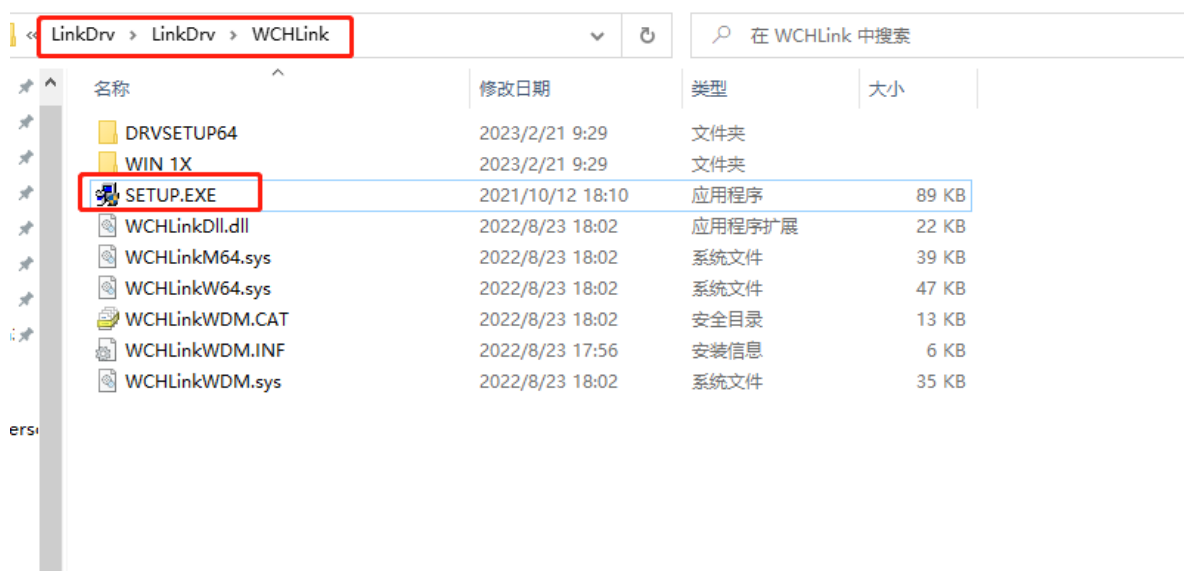 « LinkDrv › LinkDrv › WCHLink 在 WCHLink 中搜索
名称 修改日期 类型 大小
DRVSETUP64 2023/2/21 9:29 文件夹
WIN 1X 2023/2/21 9:29 文件夹
SETUP.EXE 2021/10/12 18:10 应用程序 89 KB
WCHLinkDll.dll 2022/8/23 18:02 应用程序扩展 22 KB
WCHLinkM64.sys 2022/8/23 18:02 系统文件 39 KB
WCHLinkW64.sys 2022/8/23 18:02 系统文件 47 KB
WCHLinkWDM.CAT 2022/8/23 18:02 安全目录 13 KB
WCHLinkWDM.INF 2022/8/23 17:56 安装信息 6 KB
WCHLinkWDM.sys 2022/8/23 18:02 系统文件 35 KB